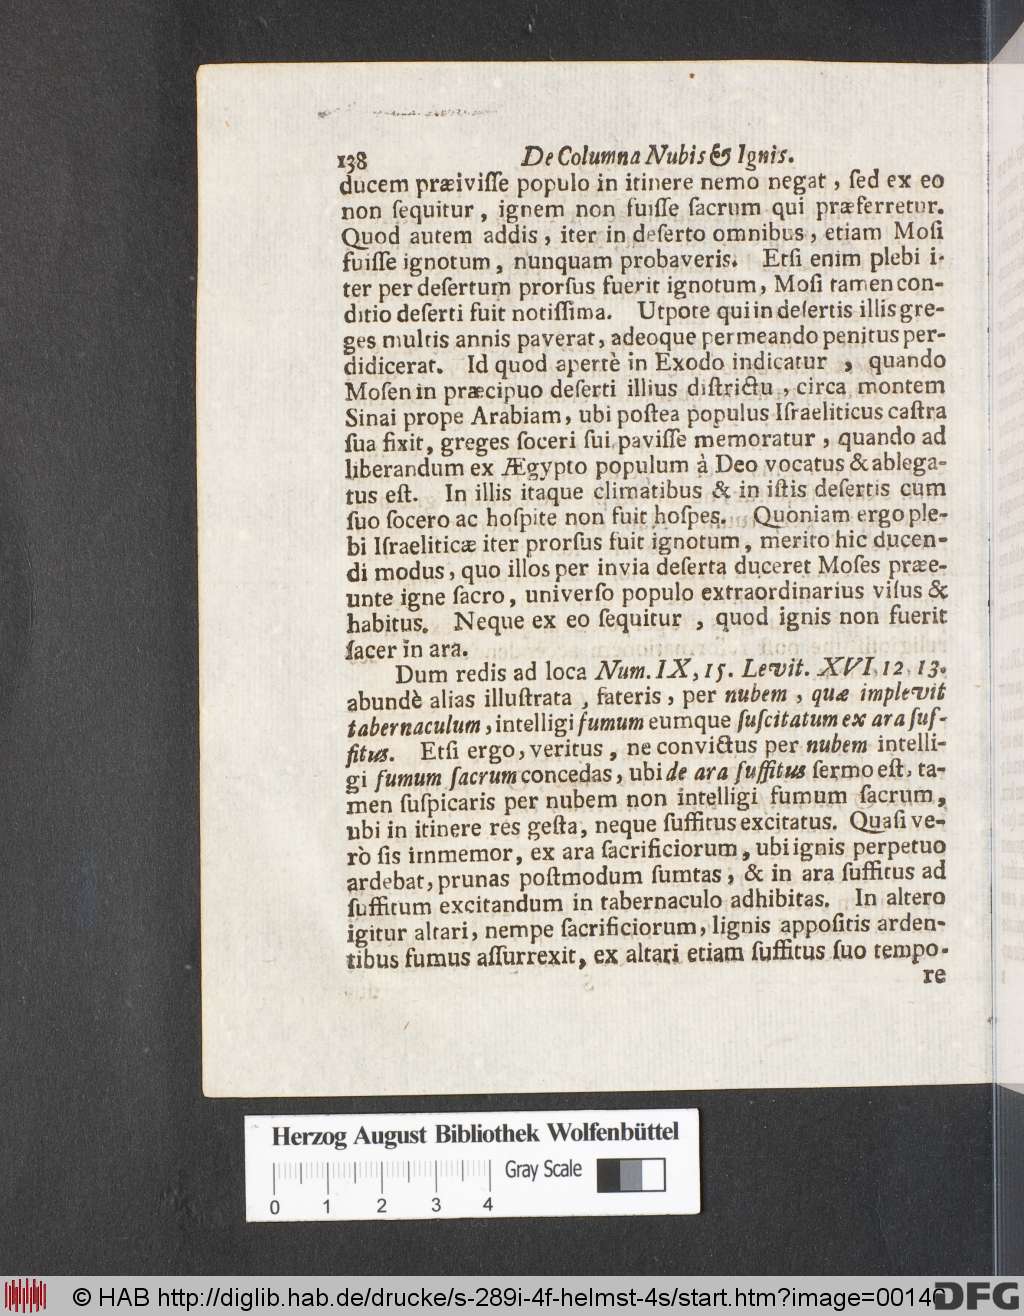 138 De Columna Nubis & Ignis.
ducem præiviſſe populo in itinere nemo negat, ſed ex eo
non ſequitur, ignem non fuiſſe ſacrum qui præferretur.
Quod autem addis, iter in deſerto omnibus, etiam Moſi
fuiſſe ignotum, nunquam probaveris. Etſi enim plebi i-
ter per deſertum prorſus fuerit ignotum, Moſi tamen con-
ditio deſerti fuit notiſſima. Utpote qui in deſertis illis gre-
ges multis annis paverat, adeoque permeando penitus per-
didicerat. Id quod apertè in Exodo indicatur, quando
Moſen in præcipuo deſerti illius diſtrictu, circa montem
Sinai prope Arabiam, ubi poſtea populus Iſraeliticus caſtra
ſua fixit, greges ſoceri ſui paviſſe memoratur, quando ad
liberandum ex Ægypto populum à Deo vocatus & ablega-
tus eſt. In illis itaque climatibus & in iſtis deſertis cum
ſuo ſocero ac hoſpite non fuit hoſpes. Quoniam ergo ple-
bi Iſraeliticæ iter prorſus fuit ignotum, merito hic ducen-
di modus, quo illos per invia deſerta duceret Moſes præe-
unte igne ſacro, univerſo populo extraordinarius viſus &
habitus. Neque ex eo ſequitur, quod ignis non fuerit
ſacer in ara.
Dum redis ad loca Num. IX, 15. Levit. XVI, 12, 13.
abundè alias illuſtrata, fateris, per nubem, quæ implevit
tabernaculum, intelligi fumum eumque ſuſcitatum ex ara ſuf-
fitus. Etſi ergo, veritus, ne convictus per nubem intelli-
gi fumum ſacrum concedas, ubi de ara ſuffitus ſermo eſt, ta-
men ſuſpicaris per nubem non intelligi fumum ſacrum,
ubi in itinere res geſta, neque ſuffitus excitatus. Quaſi ve-
rò ſis immemor, ex ara ſacrificiorum, ubi ignis perpetuo
ardebat, prunas poſtmodum ſumtas, & in ara ſuffitus ad
ſuffitum excitandum in tabernaculo adhibitas. In altero
igitur altari, nempe ſacrificiorum, lignis appoſitis arden-
tibus fumus aſſurrexit, ex altari etiam ſuffitus ſuo tempo-
re
Herzog August Bibliothek Wolfenbüttel
Gray Scale
0 1 2 3 4
© HAB http://diglib.hab.de/drucke/s-289i-4f-helmst-4s/start.htm?image=00140
DFG